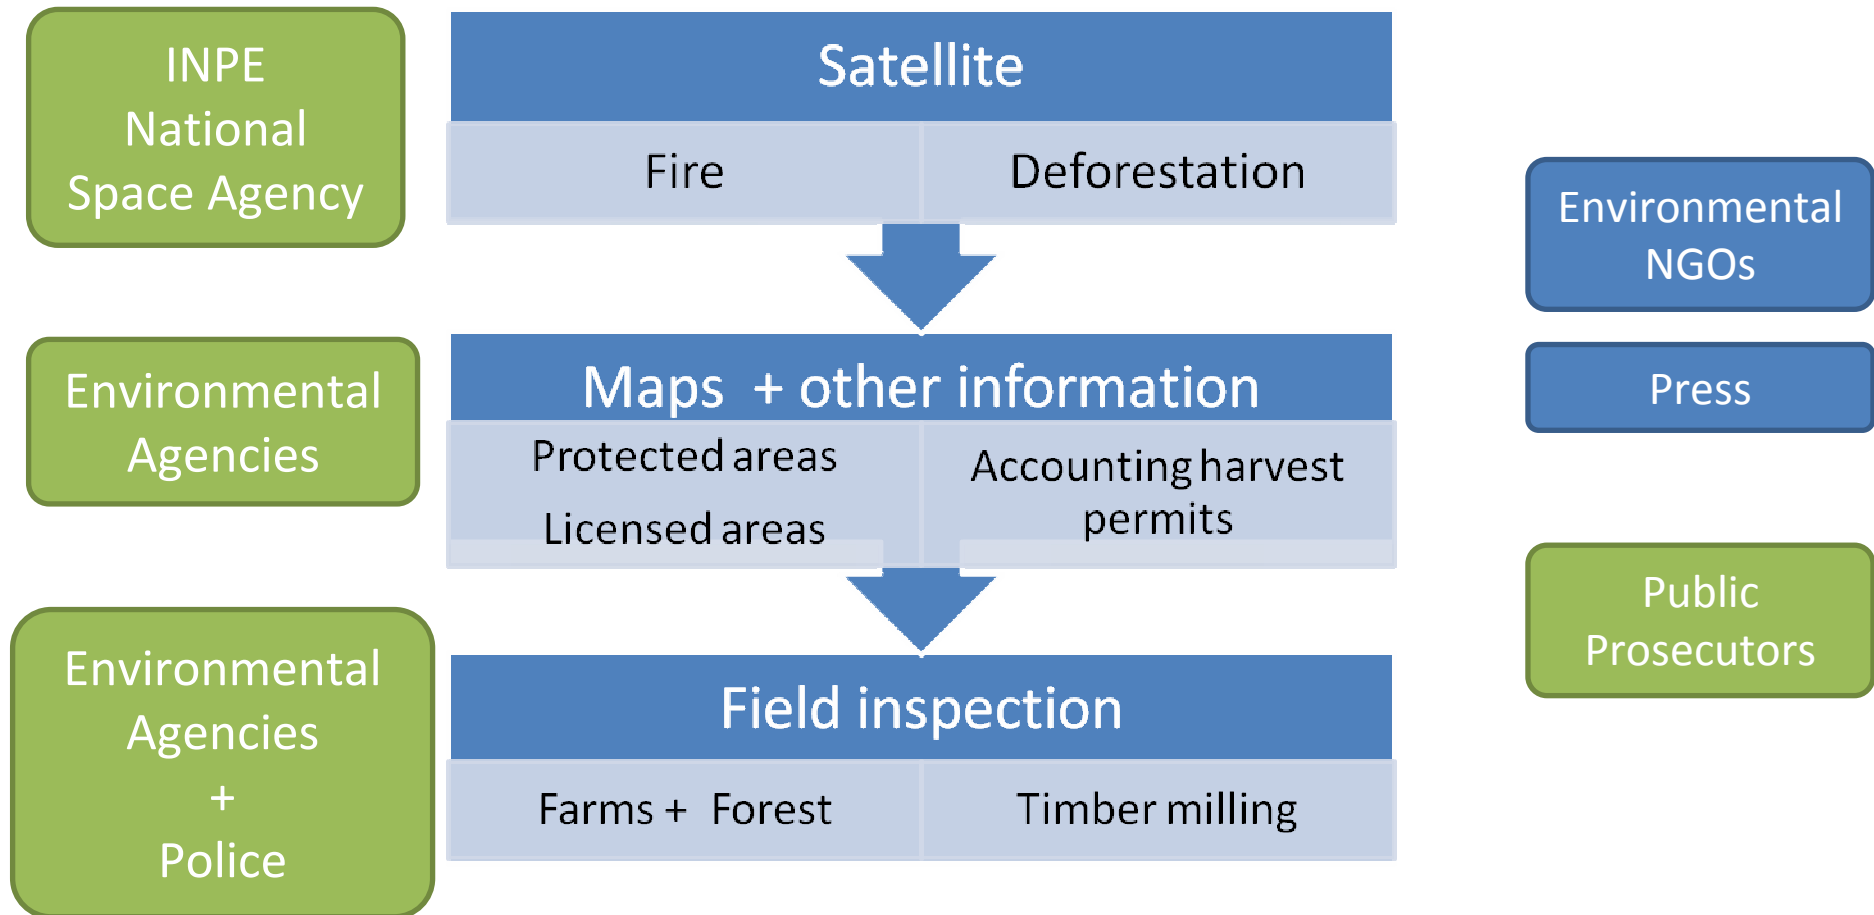 INPE
National
Space Agency
Satellite
Fire
Deforestation
Environmental
NGOs
Environmental
Agencies
Maps + other information
Protected areas
Licensed areas
Accounting harvest
permits
Press
Public
Prosecutors
Environmental
Agencies
+
Police
Field inspection
Farms + Forest
Timber milling